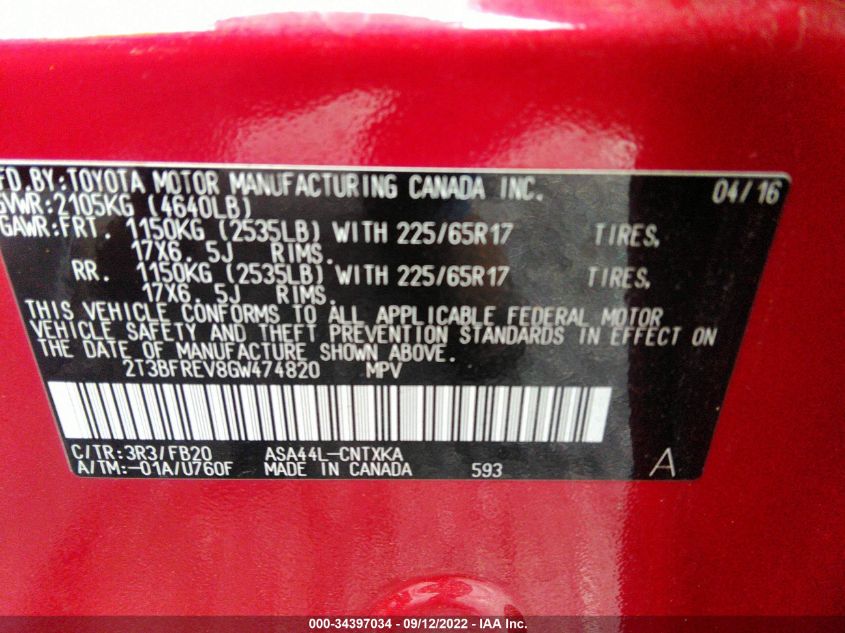 FD. BY: TOYOTA MOTOR MANUFACTURING CANADA INC. 04/16
GVWR: 2105KG (4640LB)
GAWR: FRT. 1150KG (2535LB) WITH 225/65R17 TIRES,
17X6. 5J RIMS.
RR. 1150KG (2535LB) WITH 225/65R17 TIRES,
17X6. 5J RIMS.
THIS VEHICLE CONFORMS TO ALL APPLICABLE FEDERAL MOTOR
VEHICLE SAFETY AND THEFT PREVENTION STANDARDS IN EFFECT ON
THE DATE OF MANUFACTURE SHOWN ABOVE.
2T3BFREV8GW474820 MPV
C/TR: 3R3/FB20 ASA44L-CNTXKA
A/TM: -01A/U760F MADE IN CANADA 593 A
000-34397034 - 09/12/2022 - IAA Inc.